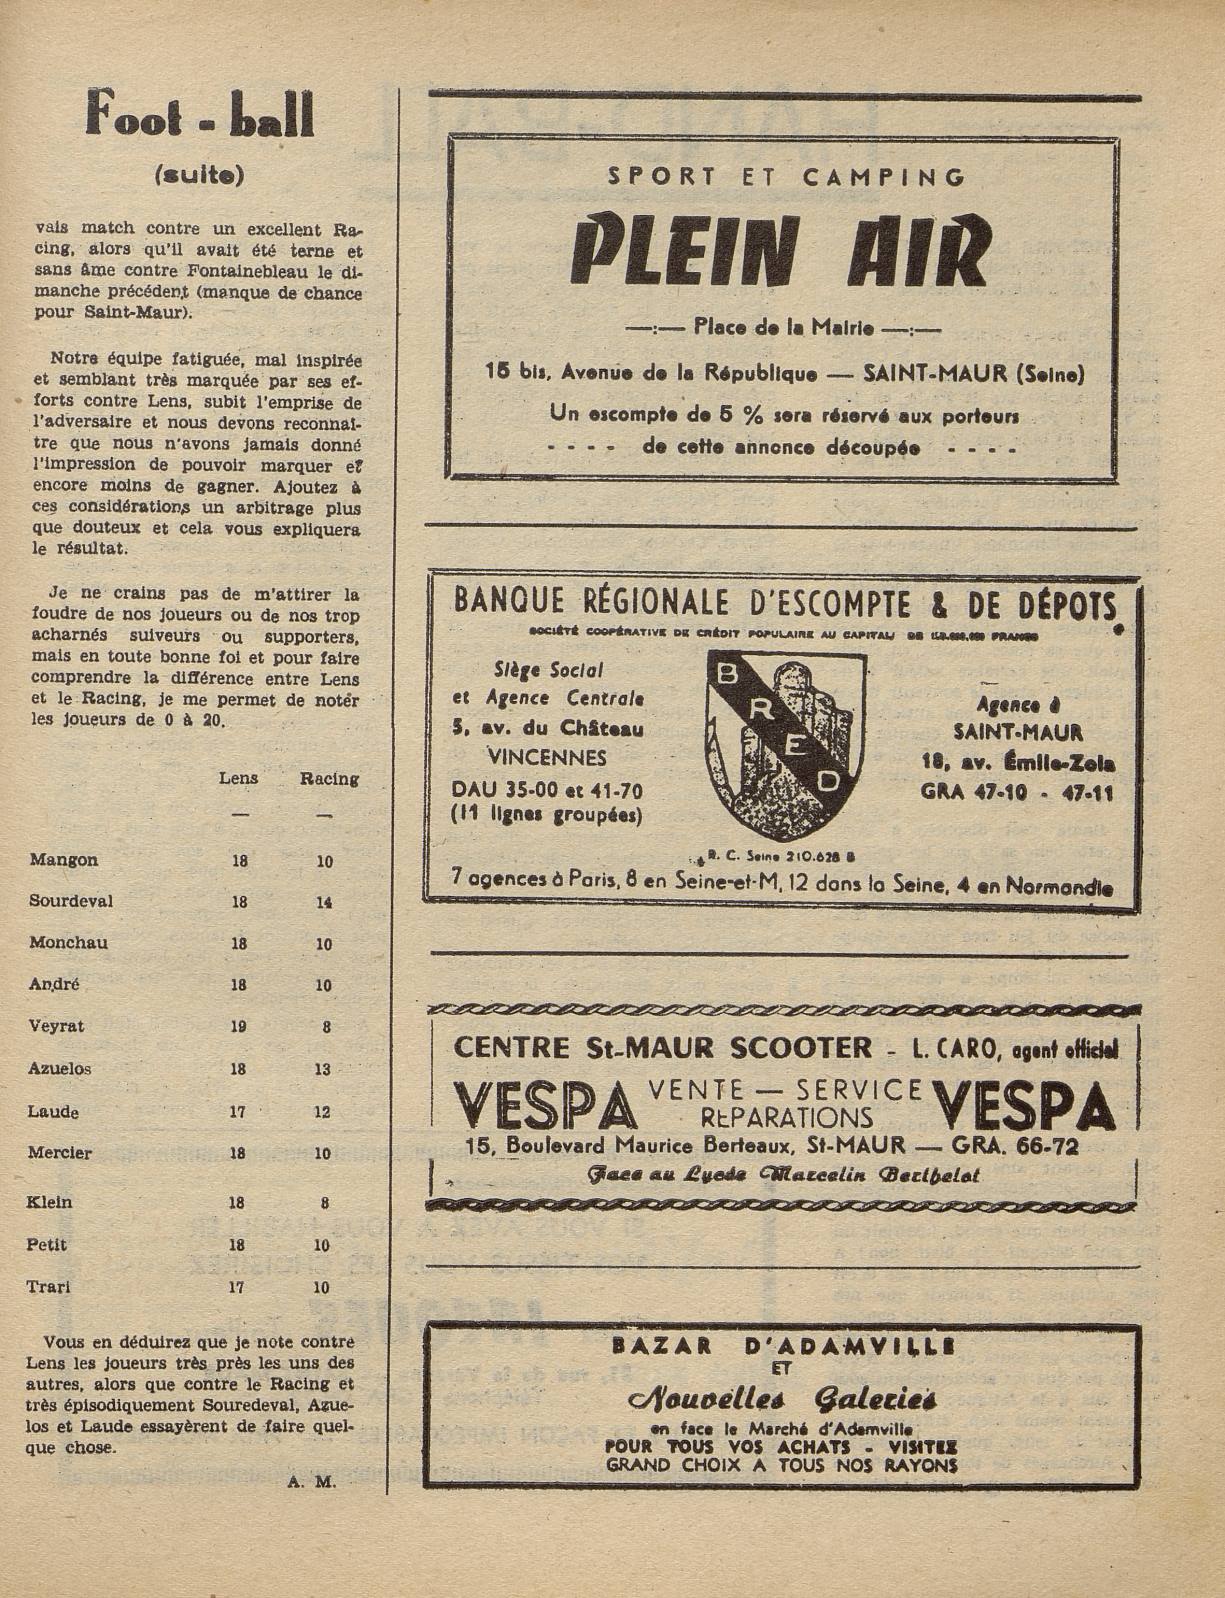 Foot-ball
(suite)
vais match contre un excellent Ra-
cing, alors qu'il avait été terne et
sans âme contre Fontainebleau le di-
manche précédent (manque de chance
pour Saint-Maur).
Notre équipe fatiguée, mal inspirée
et semblant très marquée par ses ef-
forts contre Lens, subit l'emprise de
l'adversaire et nous devons reconnaî-
tre que nous n'avons jamais donné
l'impression de pouvoir marquer et
encore moins de gagner. Ajoutez à
ces considérations un arbitrage plus
que douteux et cela vous expliquera
le résultat.
Je ne crains pas de m'attirer la
foudre de nos joueurs ou de nos trop
acharnés suiveurs ou supporters,
mais en toute bonne foi et pour faire
comprendre la différence entre Lens
et le Racing, je me permet de noter
les joueurs de 0 à 20.
Lens Racing
— —
Mangon 18 10
Sourdeval 18 14
Monchau 18 10
André 18 10
Veyrat 19 8
Azuelos 18 13
Laude 17 12
Mercier 18 10
Klein 18 8
Petit 18 10
Trari 17 10
Vous en déduirez que je note contre
Lens les joueurs très près les uns des
autres, alors que contre le Racing et
très épisodiquement Souredeval, Azue-
los et Laude essayèrent de faire quel-
que chose.
A. M.
SPORT ET CAMPING
PLEIN AIR
—:— Place de la Mairie —:—
15 bis, Avenue de la République — SAINT-MAUR (Seine)
Un escompte de 5 % sera réservé aux porteurs
- - - - de cette annonce découpée - - - -
BANQUE RÉGIONALE D'ESCOMPTE & DE DÉPOTS
SOCIÉTÉ COOPÉRATIVE DE CRÉDIT POPULAIRE AU CAPITAL DE FRANCS
Siège Social
et Agence Centrale
5, av. du Château
VINCENNES
DAU 35-00 et 41-70
(11 lignes groupées)
BRED
Agence à
SAINT-MAUR
18, av. Émile-Zola
GRA 47-10 - 47-11
R. C. Seine 210.628 B
7 agences à Paris, 8 en Seine-et-M, 12 dans la Seine, 4 en Normandie
CENTRE St-MAUR SCOOTER - L. CARO, agent officiel
VESPA VENTE — SERVICE VESPA
REPARATIONS
15, Boulevard Maurice Berteaux, St-MAUR — GRA. 66-72
Face au Lycée Marcelin Berthelot
BAZAR D'ADAMVILLE
ET
Nouvelles Galeries
en face le Marché d'Adamville
POUR TOUS VOS ACHATS - VISITEZ
GRAND CHOIX A TOUS NOS RAYONS